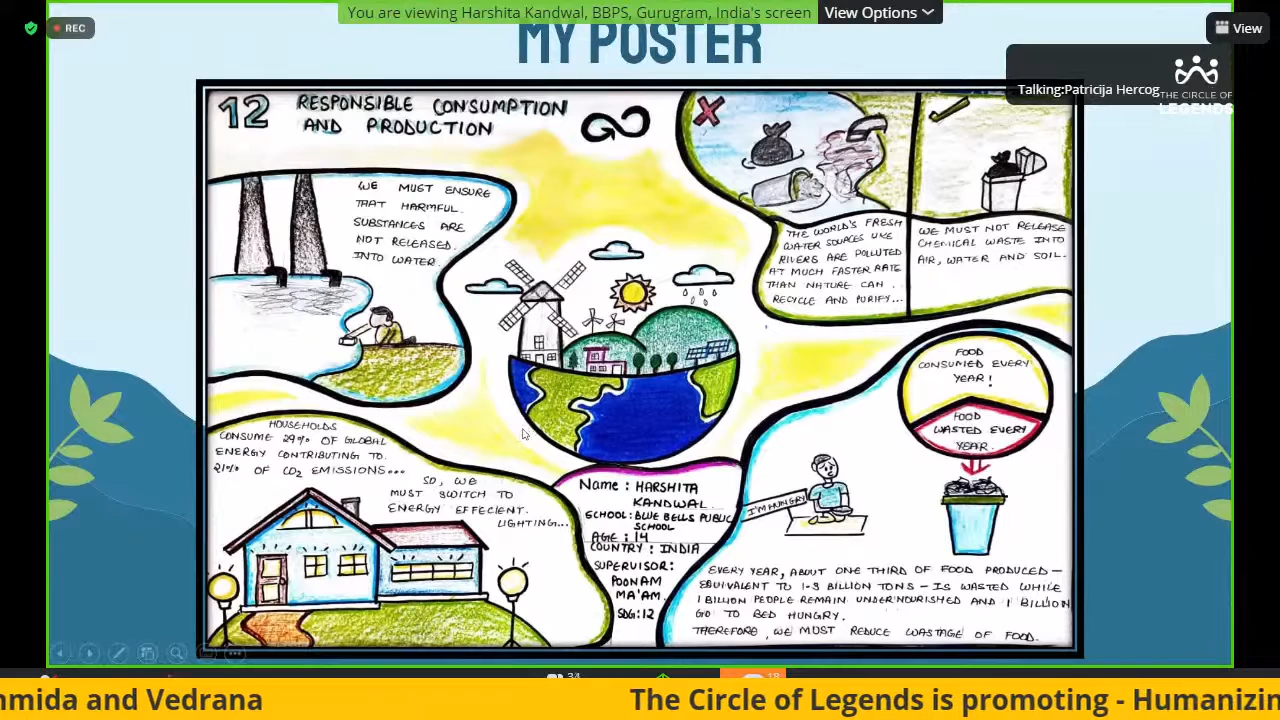 You are viewing Harshita Kandwal, BBPS, Gurugram, India's screen
View Options
REC
View
MY POSTER
Talking:Patricija Hercog
THE CIRCLE OF
LEGENDS
12 RESPONSIBLE CONSUMPTION
AND PRODUCTION
WE MUST ENSURE
THAT HARMFUL
SUBSTANCES ARE
NOT RELEASED.
INTO WATER.
THE WORLD'S FRESH
WATER SOURCES LIKE
RIVERS ARE POLLUTED
AT MUCH FASTER RATE
THAN NATURE CAN
RECYCLE AND PURIFY...
WE MUST NOT RELEASE
CHEMICAL WASTE INTO
AIR, WATER AND SOIL.
HOUSEHOLDS
CONSUME 29% OF GLOBAL
ENERGY CONTRIBUTING TO
21% OF CO2 EMISSIONS...
SO, WE
MUST SWITCH TO
ENERGY EFFECIENT.
LIGHTING...
Name : HARSHITA
KANDWAL
SCHOOL: BLUE BELLS PUBLIC
SCHOOL
AGE : 14
COUNTRY : INDIA
SUPERVISOR:
POONAM
MA'AM.
SDG:12
FOOD
CONSUMED EVERY
YEAR!
FOOD
WASTED EVERY
YEAR.
I'M HUNGRY
EVERY YEAR, ABOUT ONE THIRD OF FOOD PRODUCED -
EQUIVALENT TO 1-3 BILLION TONS - IS WASTED WHILE
1 BILLION PEOPLE REMAIN UNDERNOURISHED AND 1 BILLION
GO TO BED HUNGRY.
THEREFORE, WE MUST REDUCE WASTAGE OF FOOD.
34
18
and Vedrana
The Circle of Legends is promoting -